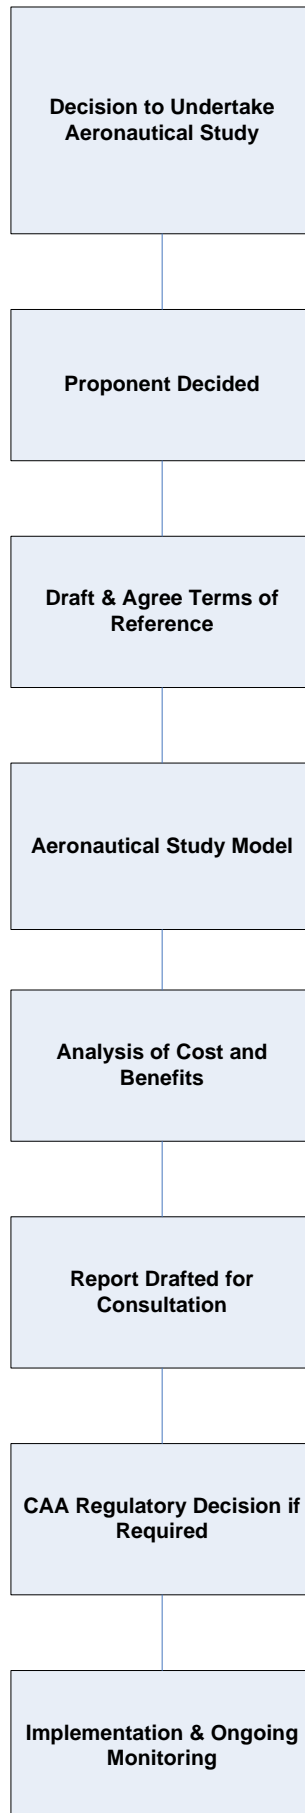 Decision to Undertake
Aeronautical Study
Proponent Decided
Draft & Agree Terms of
Reference
Aeronautical Study Model
Analysis of Cost and
Benefits
Report Drafted for
Consultation
CAA Regulatory Decision if
Required
Implementation & Ongoing
Monitoring